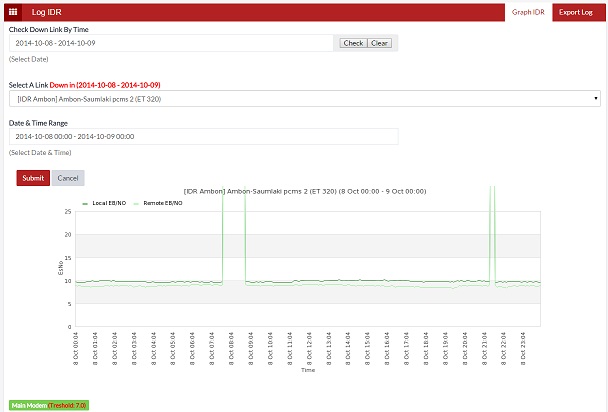 Log IDR
Graph IDR
Export Log
Check Down Link By Time
2014-10-08 - 2014-10-09
Check
Clear
(Select Date)
Select A Link Down in (2014-10-08 - 2014-10-09)
[IDR Ambon] Ambon-Saumlaki pcms 2 (ET 320)
Date & Time Range
2014-10-08 00:00 - 2014-10-09 00:00
(Select Date & Time)
Submit
Cancel
[IDR Ambon] Ambon-Saumlaki pcms 2 (ET 320) (8 Oct 00:00 - 9 Oct 00:00)
Local EB/NO
Remote EB/NO
25
20
15
10
5
0
EsNo
8 Oct 00:04
8 Oct 01:04
8 Oct 02:04
8 Oct 03:04
8 Oct 04:04
8 Oct 05:04
8 Oct 06:04
8 Oct 07:04
8 Oct 08:04
8 Oct 09:04
8 Oct 10:04
8 Oct 11:04
8 Oct 12:04
8 Oct 13:04
8 Oct 14:04
8 Oct 15:04
8 Oct 16:04
8 Oct 17:04
8 Oct 18:04
8 Oct 19:04
8 Oct 20:04
8 Oct 21:04
8 Oct 22:04
8 Oct 23:04
Time
Main Modem (Treshold: 7.0)